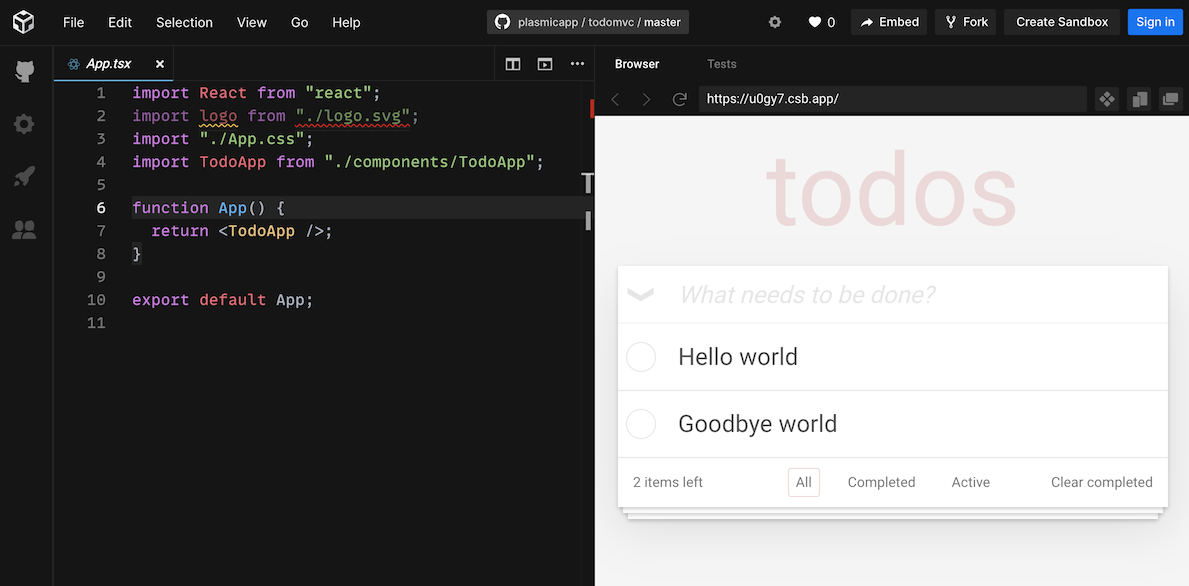 File Edit Selection View Go Help plasmicapp / todomvc / master 0 Embed Fork Create Sandbox Sign in
App.tsx
1 import React from "react";
2 import logo from "./logo.svg";
3 import "./App.css";
4 import TodoApp from "./components/TodoApp";
5
6 function App() {
7 return <TodoApp />;
8 }
9
10 export default App;
11
Browser Tests
https://u0gy7.csb.app/
todos
What needs to be done?
Hello world
Goodbye world
2 items left All Completed Active Clear completed